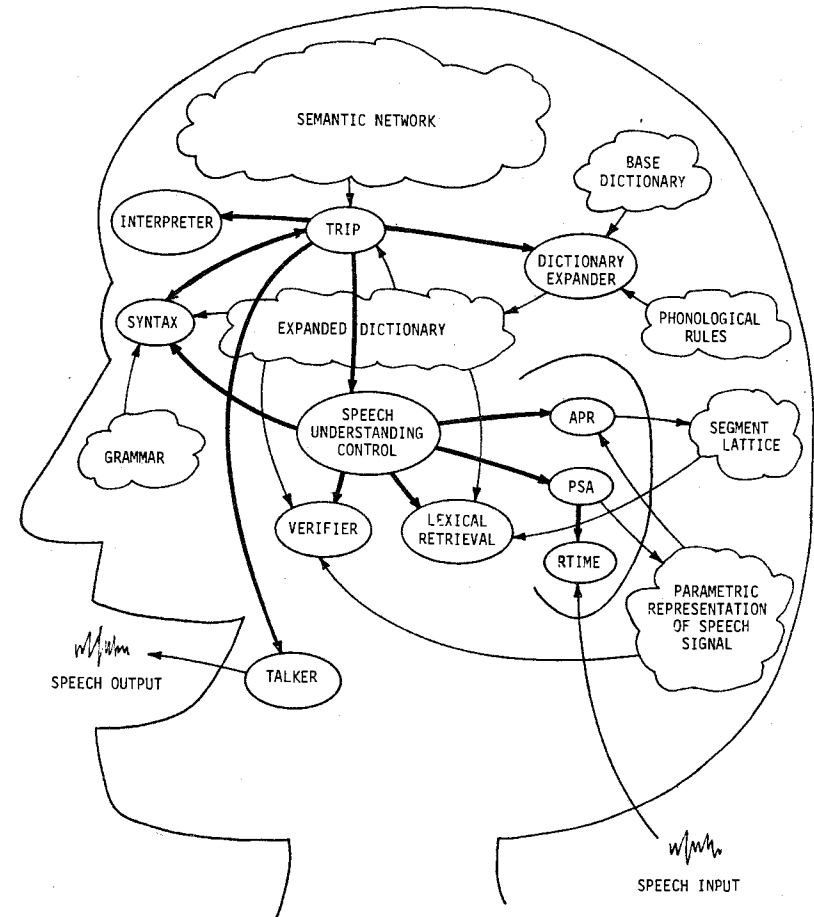 SEMANTIC NETWORK
BASE
DICTIONARY
INTERPRETER
TRIP
DICTIONARY
EXPANDER
SYNTAX
EXPANDED DICTIONARY
PHONOLOGICAL
RULES
SPEECH
UNDERSTANDING
CONTROL
APR
SEGMENT
LATTICE
GRAMMAR
PSA
VERIFIER
LEXICAL
RETRIEVAL
RTIME
PARAMETRIC
REPRESENTATION
OF SPEECH
SIGNAL
TALKER
SPEECH OUTPUT
SPEECH INPUT